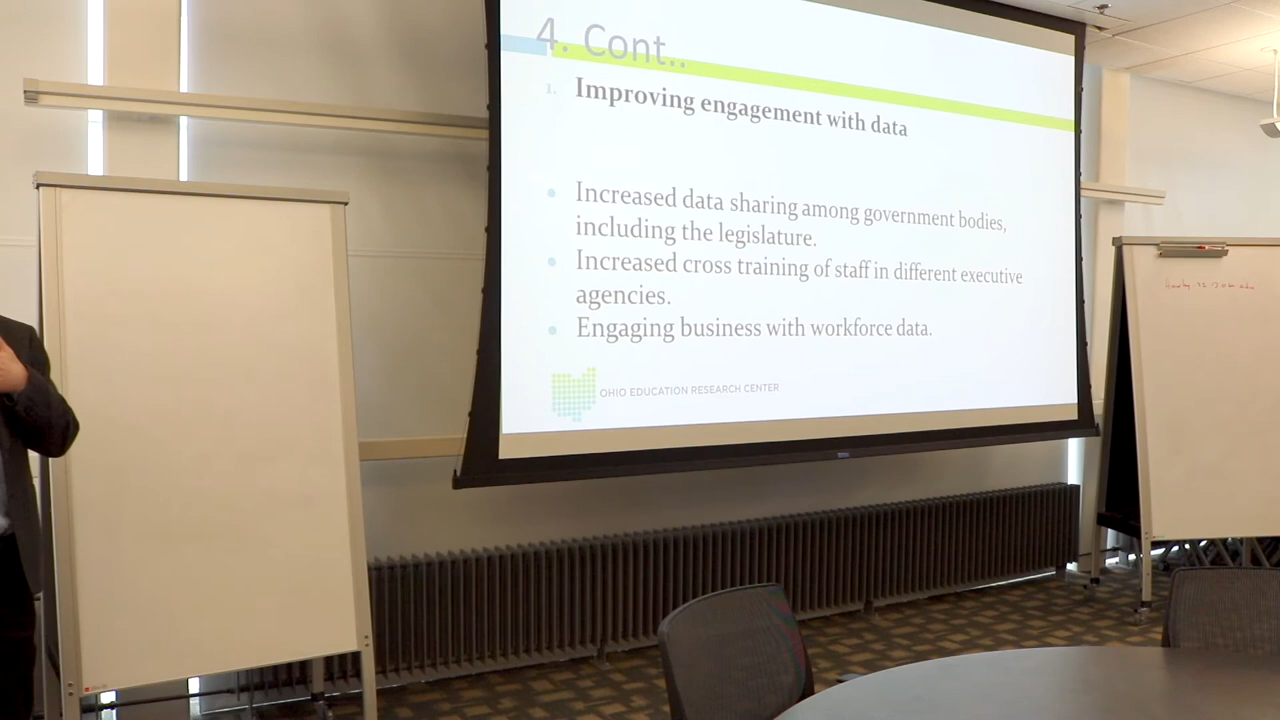 4. Cont..
1. Improving engagement with data
Increased data sharing among government bodies,
including the legislature.
Increased cross training of staff in different executive
agencies.
Engaging business with workforce data.
OHIO EDUCATION RESEARCH CENTER